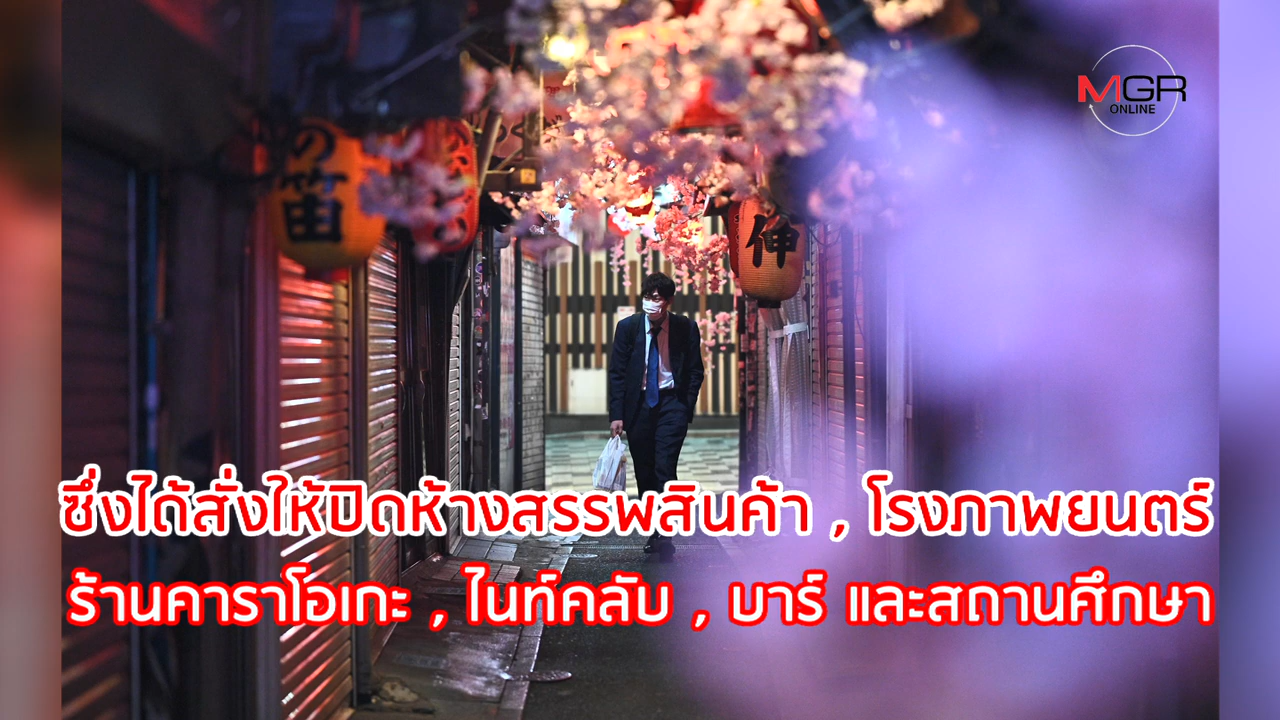 MGR
ONLINE
の笛
伸
ซึ่งได้สั่งให้ปิดห้างสรรพสินค้า , โรงภาพยนตร์
ร้านคาราโอเกะ , ไนท์คลับ , บาร์ และสถานศึกษา